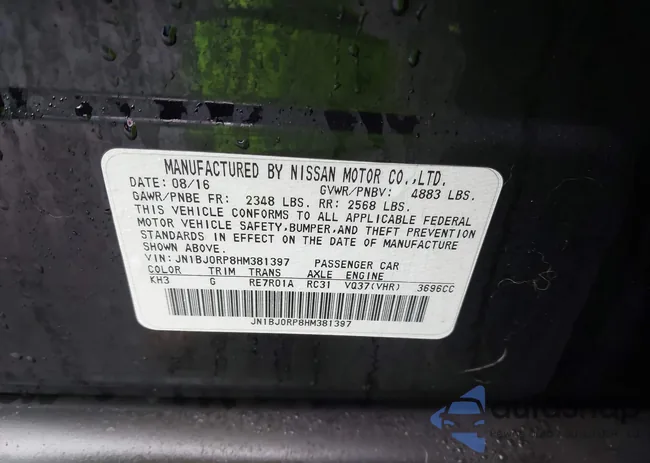 MANUFACTURED BY NISSAN MOTOR CO.,LTD.
DATE: 08/16 GVWR/PNBV: 4883 LBS.
GAWR/PNBE FR: 2348 LBS. RR: 2568 LBS.
THIS VEHICLE CONFORMS TO ALL APPLICABLE FEDERAL
MOTOR VEHICLE SAFETY,BUMPER,AND THEFT PREVENTION
STANDARDS IN EFFECT ON THE DATE OF MANUFACTURE
SHOWN ABOVE.
VIN: JN1BJ0RP8HM381397 PASSENGER CAR
COLOR TRIM TRANS AXLE ENGINE
KH3 G RE7R01A RC31 VQ37(VHR) 3696CC
JN1BJ0RP8HM381397
autosnap